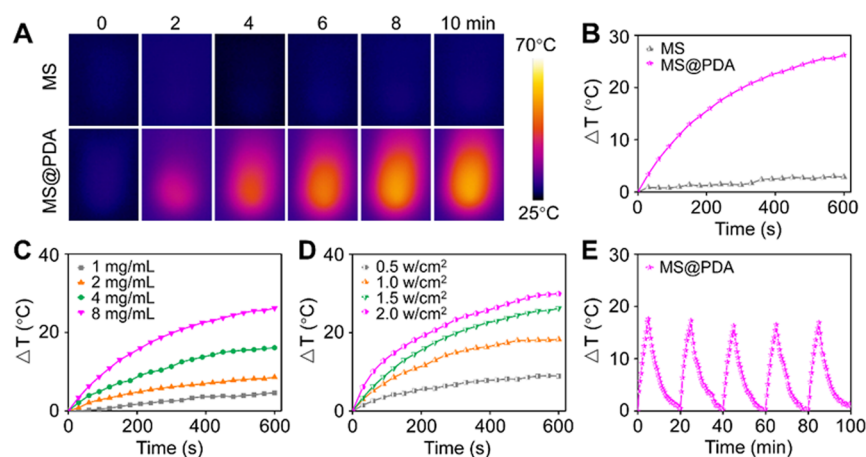 A
0 2 4 6 8 10 min
MS
MS@PDA
70°C
25°C
B
MS
MS@PDA
△ T (°C)
30
20
10
0
0 200 400 600
Time (s)
C
1 mg/mL
2 mg/mL
4 mg/mL
8 mg/mL
△ T (°C)
40
20
0
0 200 400 600
Time (s)
D
0.5 w/cm²
1.0 w/cm²
1.5 w/cm²
2.0 w/cm²
△ T (°C)
40
20
0
0 200 400 600
Time (s)
E
MS@PDA
△ T (°C)
30
20
10
0
0 20 40 60 80 100
Time (min)